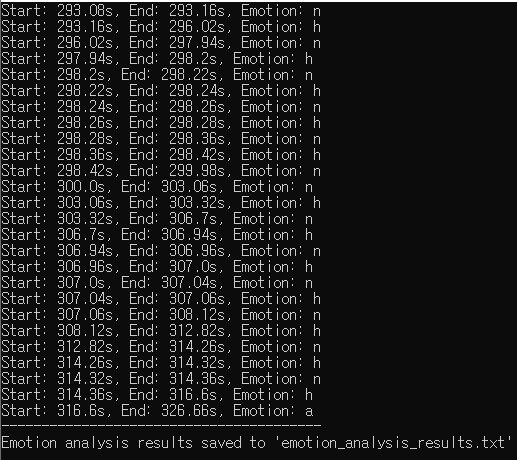 Start: 293.08s, End: 293.16s, Emotion: n
Start: 293.16s, End: 296.02s, Emotion: h
Start: 296.02s, End: 297.94s, Emotion: n
Start: 297.94s, End: 298.2s, Emotion: h
Start: 298.2s, End: 298.22s, Emotion: n
Start: 298.22s, End: 298.24s, Emotion: h
Start: 298.24s, End: 298.26s, Emotion: n
Start: 298.26s, End: 298.28s, Emotion: h
Start: 298.28s, End: 298.36s, Emotion: n
Start: 298.36s, End: 298.42s, Emotion: h
Start: 298.42s, End: 299.98s, Emotion: n
Start: 300.0s, End: 303.06s, Emotion: n
Start: 303.06s, End: 303.32s, Emotion: h
Start: 303.32s, End: 306.7s, Emotion: n
Start: 306.7s, End: 306.94s, Emotion: h
Start: 306.94s, End: 306.96s, Emotion: n
Start: 306.96s, End: 307.0s, Emotion: h
Start: 307.0s, End: 307.04s, Emotion: n
Start: 307.04s, End: 307.06s, Emotion: h
Start: 307.06s, End: 308.12s, Emotion: n
Start: 308.12s, End: 312.82s, Emotion: h
Start: 312.82s, End: 314.26s, Emotion: n
Start: 314.26s, End: 314.32s, Emotion: h
Start: 314.32s, End: 314.36s, Emotion: n
Start: 314.36s, End: 316.6s, Emotion: h
Start: 316.6s, End: 326.66s, Emotion: a
----------------------------------------
Emotion analysis results saved to 'emotion_analysis_results.txt'